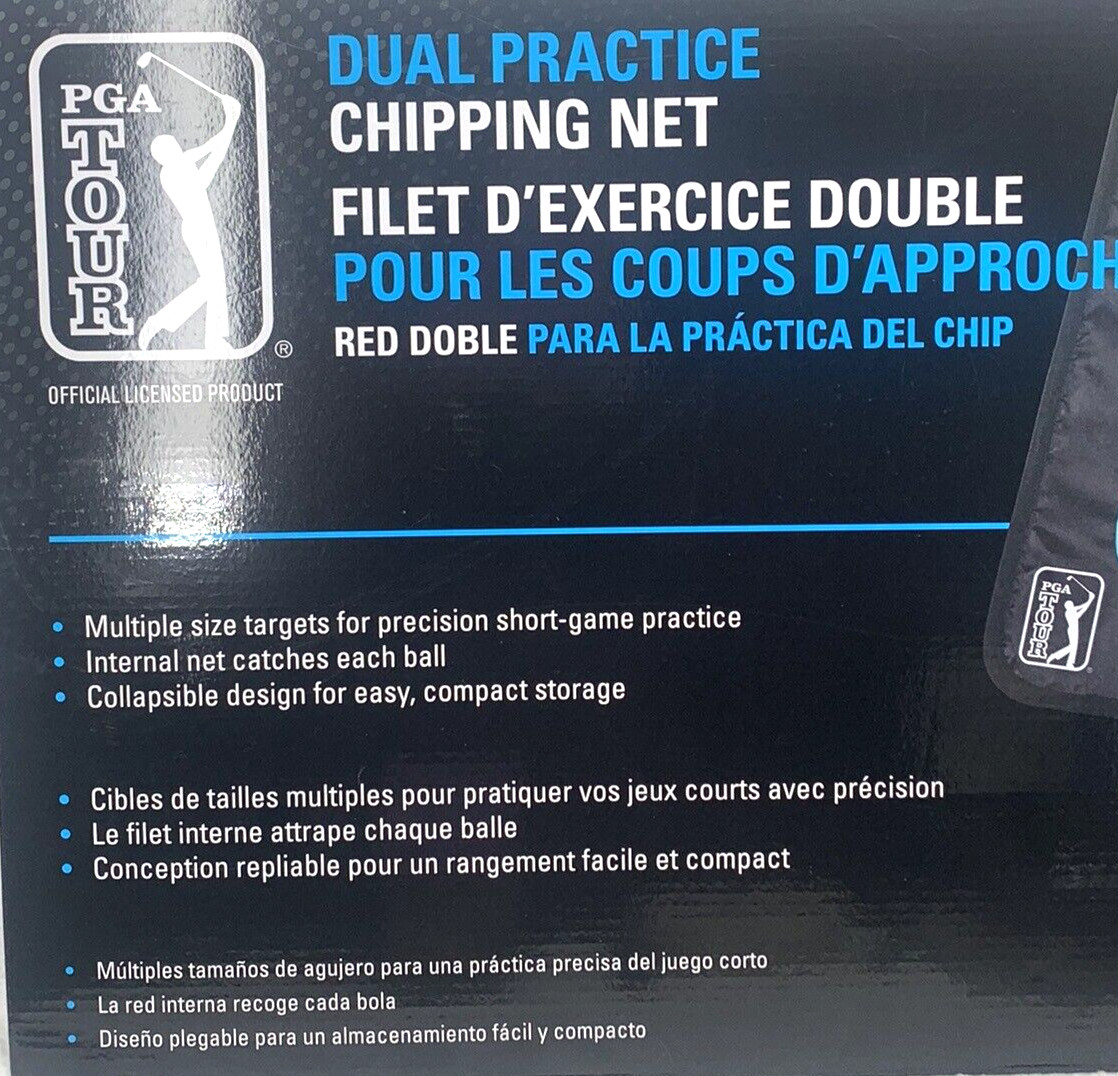 PGA
TOUR
®
OFFICIAL LICENSED PRODUCT
DUAL PRACTICE
CHIPPING NET
FILET D'EXERCICE DOUBLE
POUR LES COUPS D'APPROCH
RED DOBLE PARA LA PRÁCTICA DEL CHIP
• Multiple size targets for precision short-game practice
• Internal net catches each ball
• Collapsible design for easy, compact storage
PGA
TOUR
• Cibles de tailles multiples pour pratiquer vos jeux courts avec précision
• Le filet interne attrape chaque balle
• Conception repliable pour un rangement facile et compact
• Múltiples tamaños de agujero para una práctica precisa del juego corto
• La red interna recoge cada bola
• Diseño plegable para un almacenamiento fácil y compacto